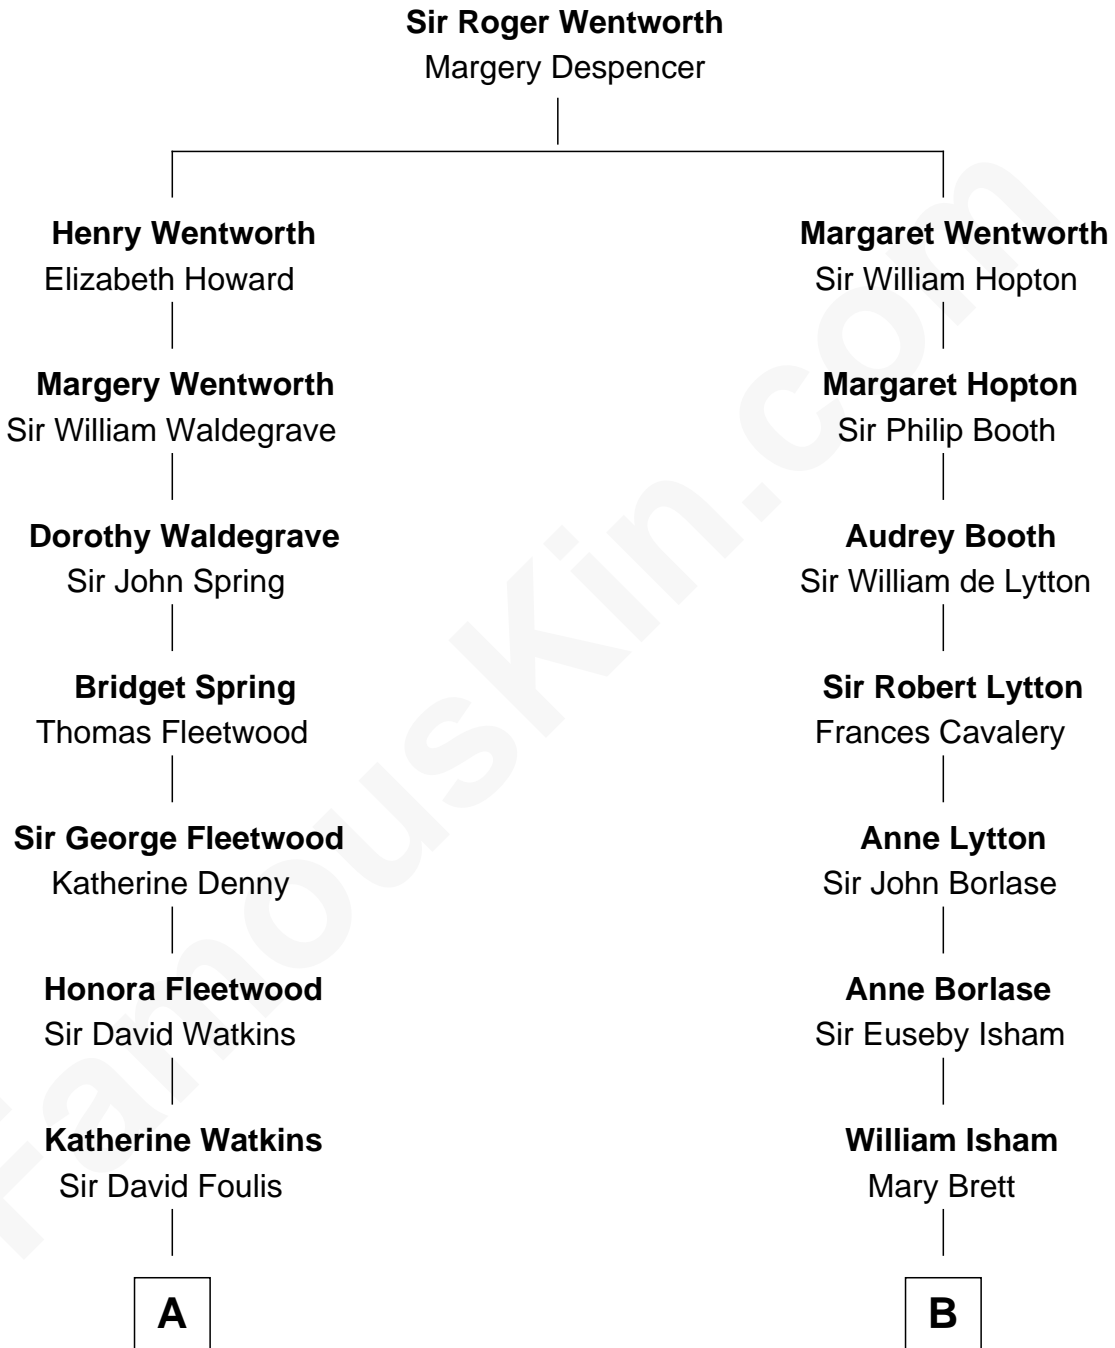 Sir Roger Wentworth
Margery Despencer
Henry Wentworth
Elizabeth Howard
Margery Wentworth
Sir William Waldegrave
Dorothy Waldegrave
Sir John Spring
Bridget Spring
Thomas Fleetwood
Sir George Fleetwood
Katherine Denny
Honora Fleetwood
Sir David Watkins
Katherine Watkins
Sir David Foulis
A
Margaret Wentworth
Sir William Hopton
Margaret Hopton
Sir Philip Booth
Audrey Booth
Sir William de Lytton
Sir Robert Lytton
Frances Cavalery
Anne Lytton
Sir John Borlase
Anne Borlase
Sir Euseby Isham
William Isham
Mary Brett
B
FamousKin.com